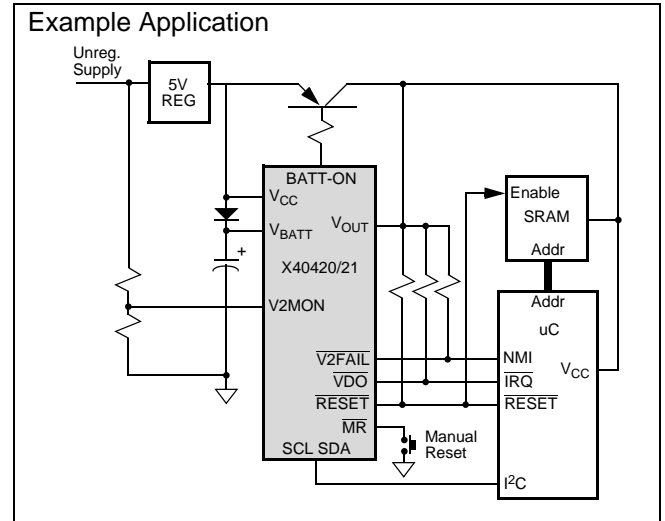 Example Application
Unreg.
Supply
5V
REG
BATT-ON
VCC
VBATT
+
VOUT
X40420/21
V2MON
V2FAIL
VDO
RESET
MR
SCL SDA
Manual
Reset
Enable
SRAM
Addr
Addr
uC
NMI
VCC
IRQ
RESET
I²C